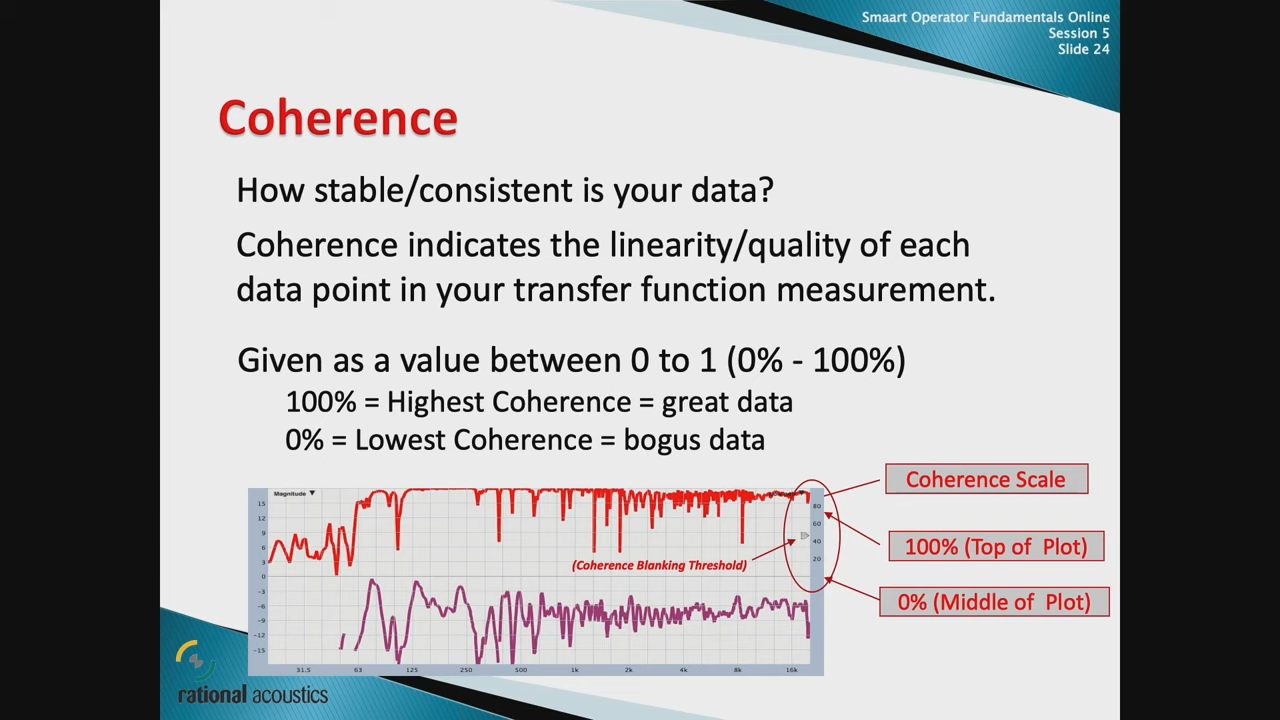 Smaart Operator Fundamentals Online
Session 5
Slide 24
Coherence
How stable/consistent is your data?
Coherence indicates the linearity/quality of each
data point in your transfer function measurement.
Given as a value between 0 to 1 (0% - 100%)
100% = Highest Coherence = great data
0% = Lowest Coherence = bogus data
Coherence Scale
100% (Top of Plot)
0% (Middle of Plot)
(Coherence Blanking Threshold)
Magnitude
15
12
9
6
3
0
-3
-6
-9
-12
-15
80
60
40
20
31.5 63 125 250 500 1k 2k 4k 8k 16k
rational acoustics